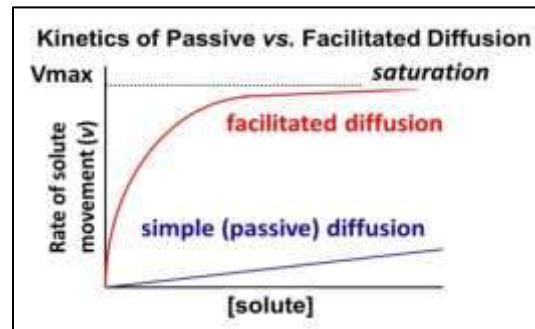 Kinetics of Passive vs. Facilitated Diffusion
Vmax
saturation
facilitated diffusion
Rate of solute
movement (v)
simple (passive) diffusion
[solute]